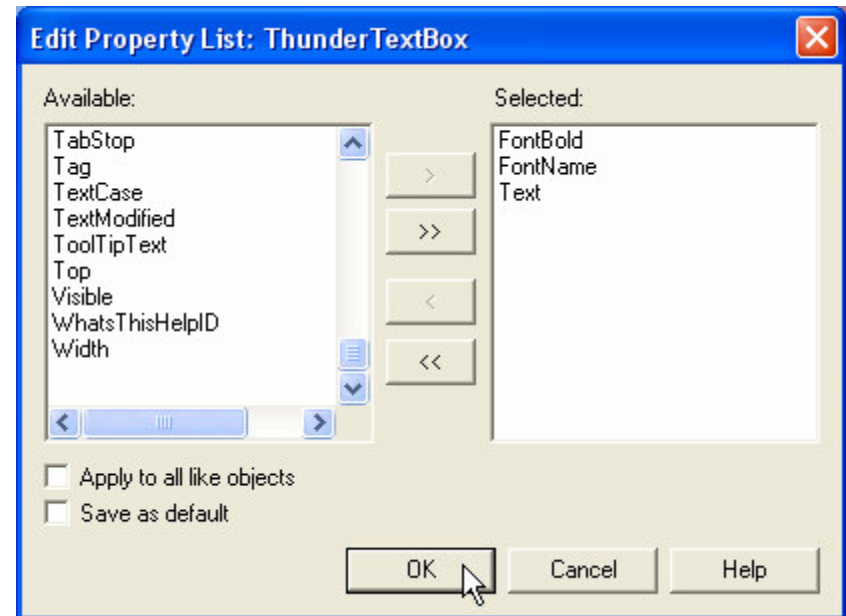 Edit Property List: ThunderTextBox
Available:
TabStop
Tag
TextCase
TextModified
ToolTipText
Top
Visible
WhatsThisHelpID
Width
>
>>
<
<<
Selected:
FontBold
FontName
Text
Apply to all like objects
Save as default
OK
Cancel
Help